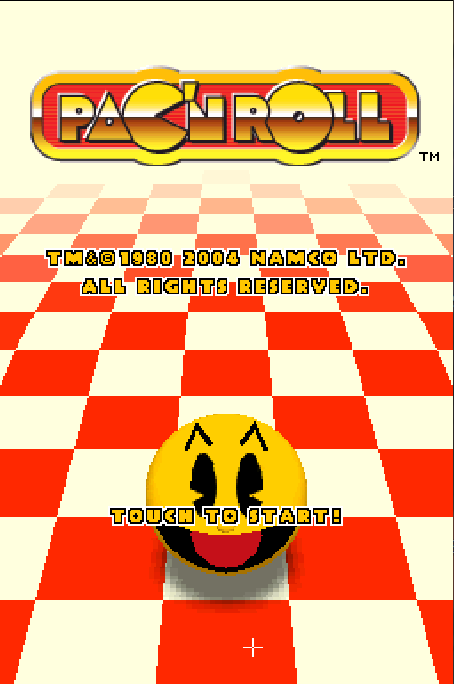 PAC'N ROLL
TM
TM&©1980 2004 NAMCO LTD.
ALL RIGHTS RESERVED.
TOUCH TO START!